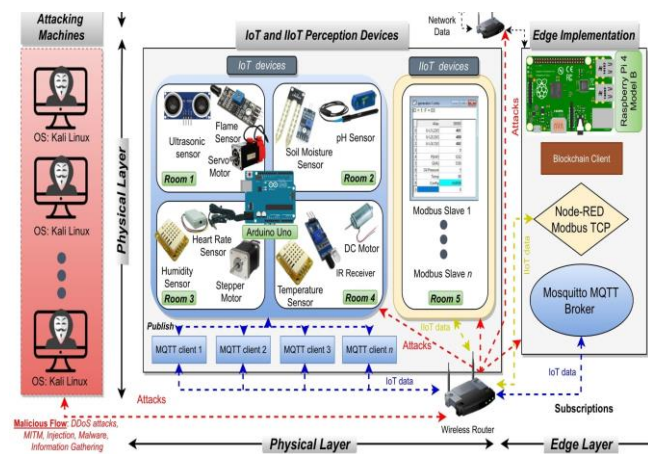 Attacking
Machines
OS: Kali Linux
OS: Kali Linux
OS: Kali Linux
Malicious Flow: DDoS attacks,
MITM, Injection, Malware,
Information Gathering
Physical Layer
IoT and IIoT Perception Devices
IoT devices
Ultrasonic
sensor
Flame
Sensor
Servo
Motor
Room 1
Soil Moisture
Sensor
pH Sensor
Room 2
Arduino Uno
Humidity
Sensor
Heart Rate
Sensor
Stepper
Motor
Room 3
Temperature
Sensor
IR Receiver
DC Motor
Room 4
IIoT devices
Modbus Slave 1
Modbus Slave n
Room 5
Publish
MQTT client 1
MQTT client 2
MQTT client 3
MQTT client n
IIoT data
Attacks
IoT data
Attacks
Wireless Router
Network
Data
Attacks
Edge Implementation
Raspberry Pi 4
Model B
Blockchain Client
Node-RED
Modbus TCP
Mosquitto MQTT
Broker
IIoT data
IoT data
Subscriptions
Physical Layer
Edge Layer